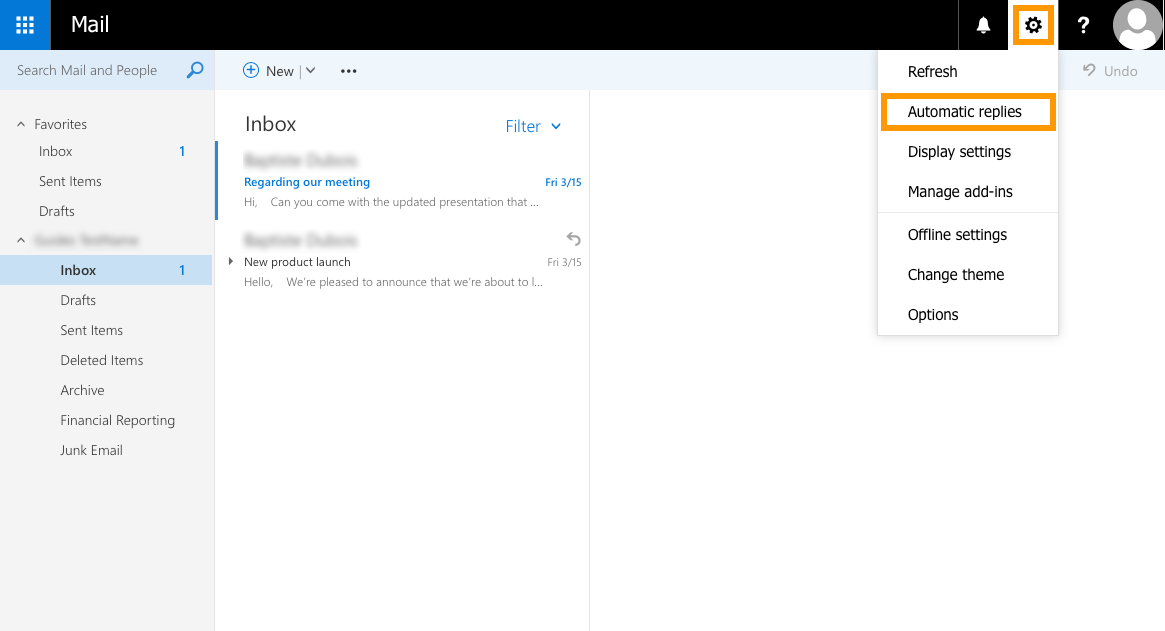 Mail
?
Search Mail and People
New
Undo
Favorites
Inbox 1
Sent Items
Drafts
Inbox 1
Drafts
Sent Items
Deleted Items
Archive
Financial Reporting
Junk Email
Inbox
Filter
Regarding our meeting Fri 3/15
Hi, Can you come with the updated presentation that ...
New product launch Fri 3/15
Hello, We're pleased to announce that we're about to l...
Refresh
Automatic replies
Display settings
Manage add-ins
Offline settings
Change theme
Options